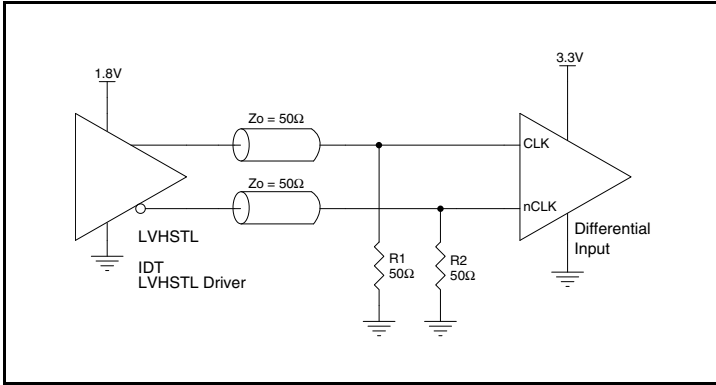 1.8V
3.3V
Zo = 50Ω
CLK
Zo = 50Ω
nCLK
LVHSTL
IDT
LVHSTL Driver
R1
50Ω
R2
50Ω
Differential
Input